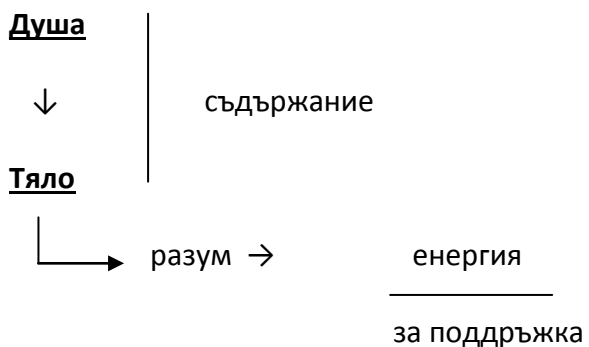 Душа
↓ съдържание
Тяло
разум → енергия
за поддръжка